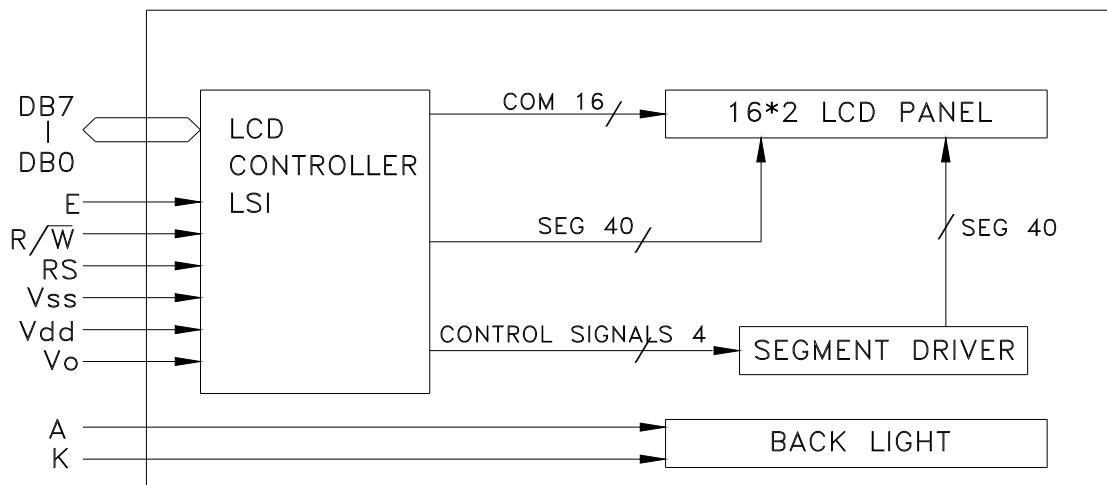 DB7
DB0
E
R/W̅
RS
Vss
Vdd
Vo
A
K
LCD
CONTROLLER
LSI
COM 16
16*2 LCD PANEL
SEG 40
SEG 40
CONTROL SIGNALS 4
SEGMENT DRIVER
BACK LIGHT